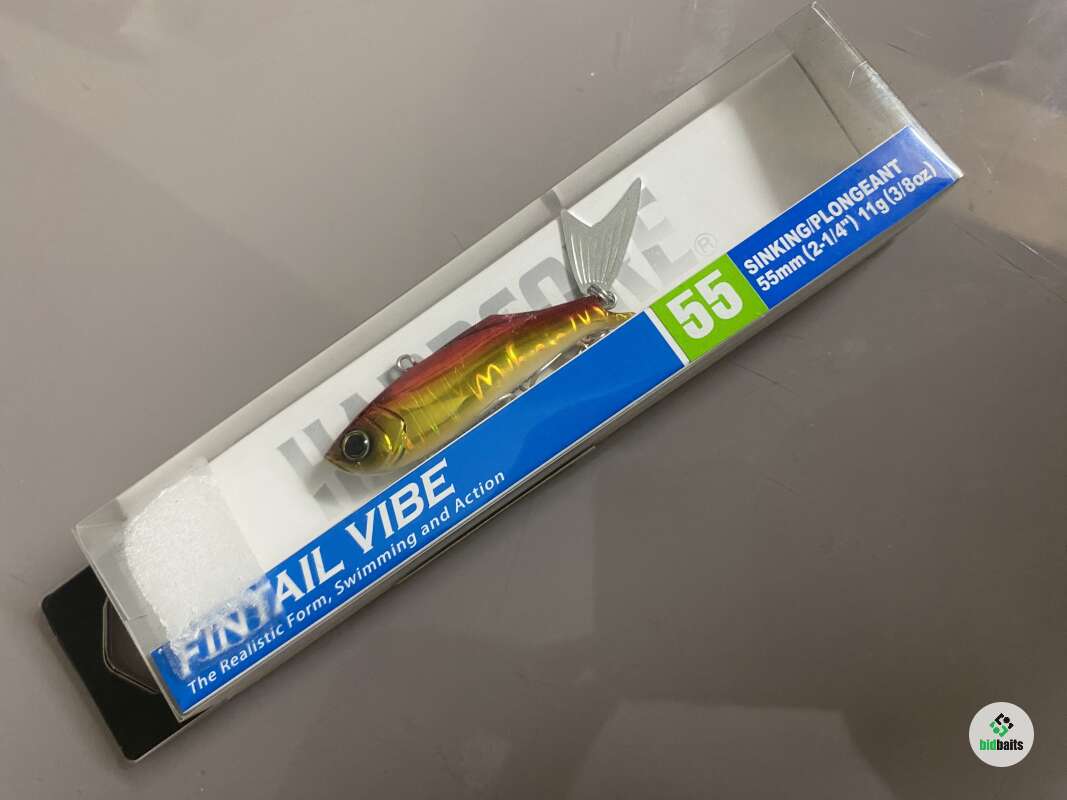 HARDCORE®
FINTAIL VIBE
The Realistic Form, Swimming and Action
55
SINKING/PLONGEANT
55mm (2-1/4") 11g (3/8oz)
bidbaits